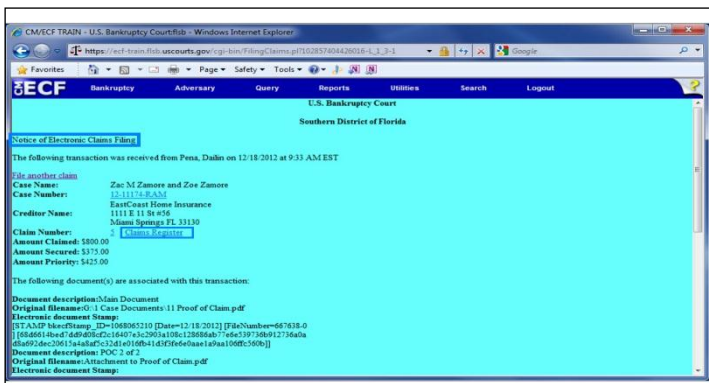 CM/ECF TRAIN - U.S. Bankruptcy Court:flsb - Windows Internet Explorer
https://ecf-train.flsb.uscourts.gov/cgi-bin/FilingClaims.pl?102857404426016-L_1_3-1
Google
Favorites Page Safety Tools
ECF Bankruptcy Adversary Query Reports Utilities Search Logout ?
U.S. Bankruptcy Court
Southern District of Florida
Notice of Electronic Claims Filing
The following transaction was received from Pena, Dailin on 12/18/2012 at 9:33 AM EST
File another claim
Case Name: Zac M Zamore and Zoe Zamore
Case Number: 12-11174-RAM
EastCoast Home Insurance
Creditor Name: 1111 E 11 St #56
Miami Springs FL 33130
Claim Number: 5 Claims Register
Amount Claimed: $800.00
Amount Secured: $375.00
Amount Priority: $425.00
The following document(s) are associated with this transaction:
Document description:Main Document
Original filename:G:\1 Case Documents\11 Proof of Claim.pdf
Electronic document Stamp:
[STAMP bkecfStamp_ID=1068065210 [Date=12/18/2012] [FileNumber=667638-0
Document description: POC 2 of 2
Original filename:Attachment to Proof of Claim.pdf
Electronic document Stamp: